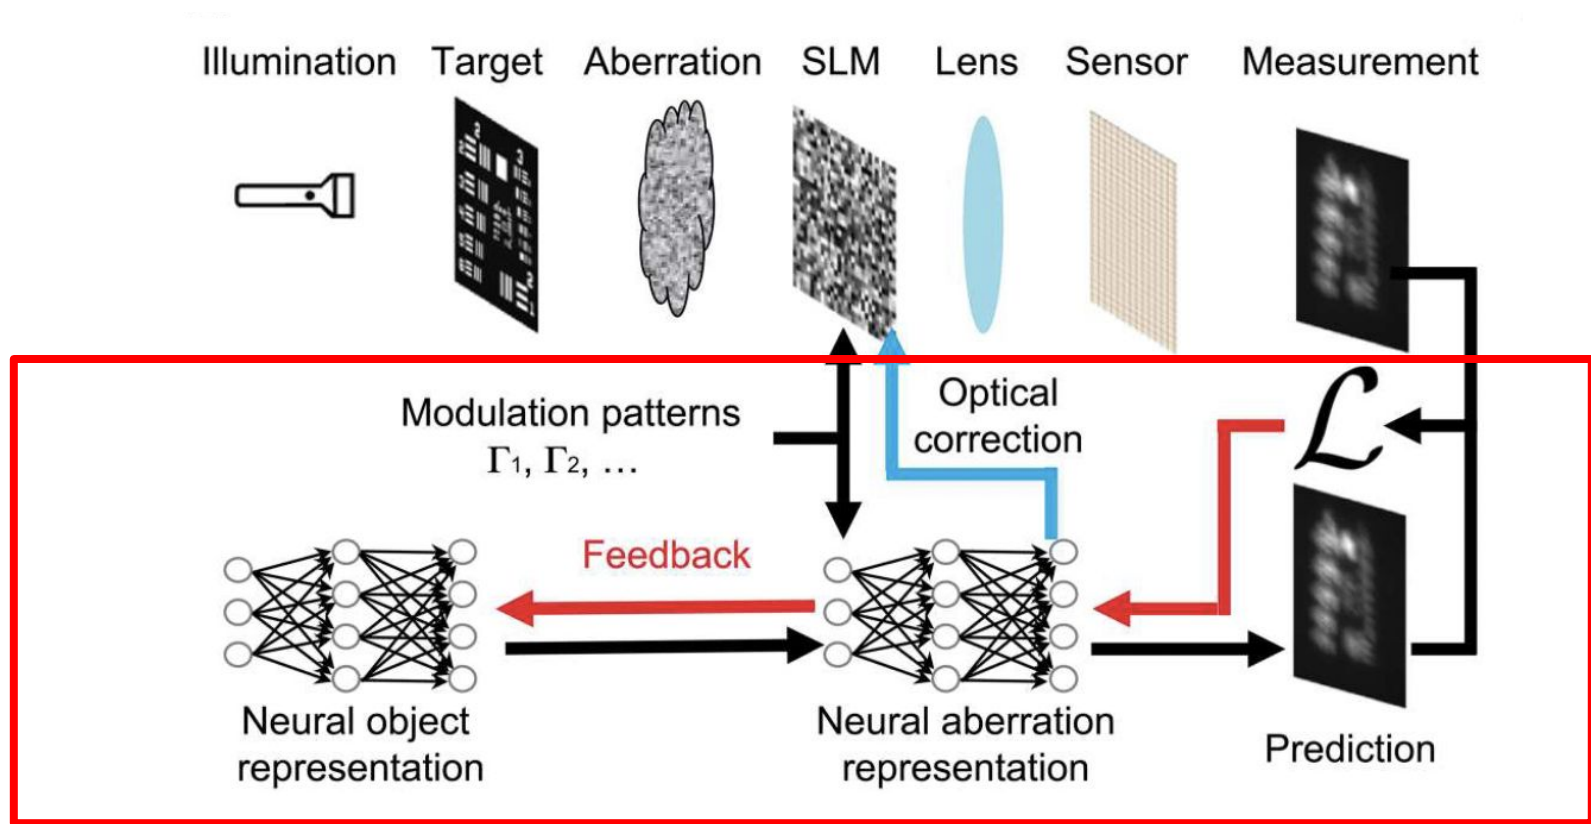 Illumination Target Aberration SLM Lens Sensor Measurement
Modulation patterns
Γ1, Γ2, ...
Optical
correction
ℒ
Feedback
Neural object
representation
Neural aberration
representation
Prediction